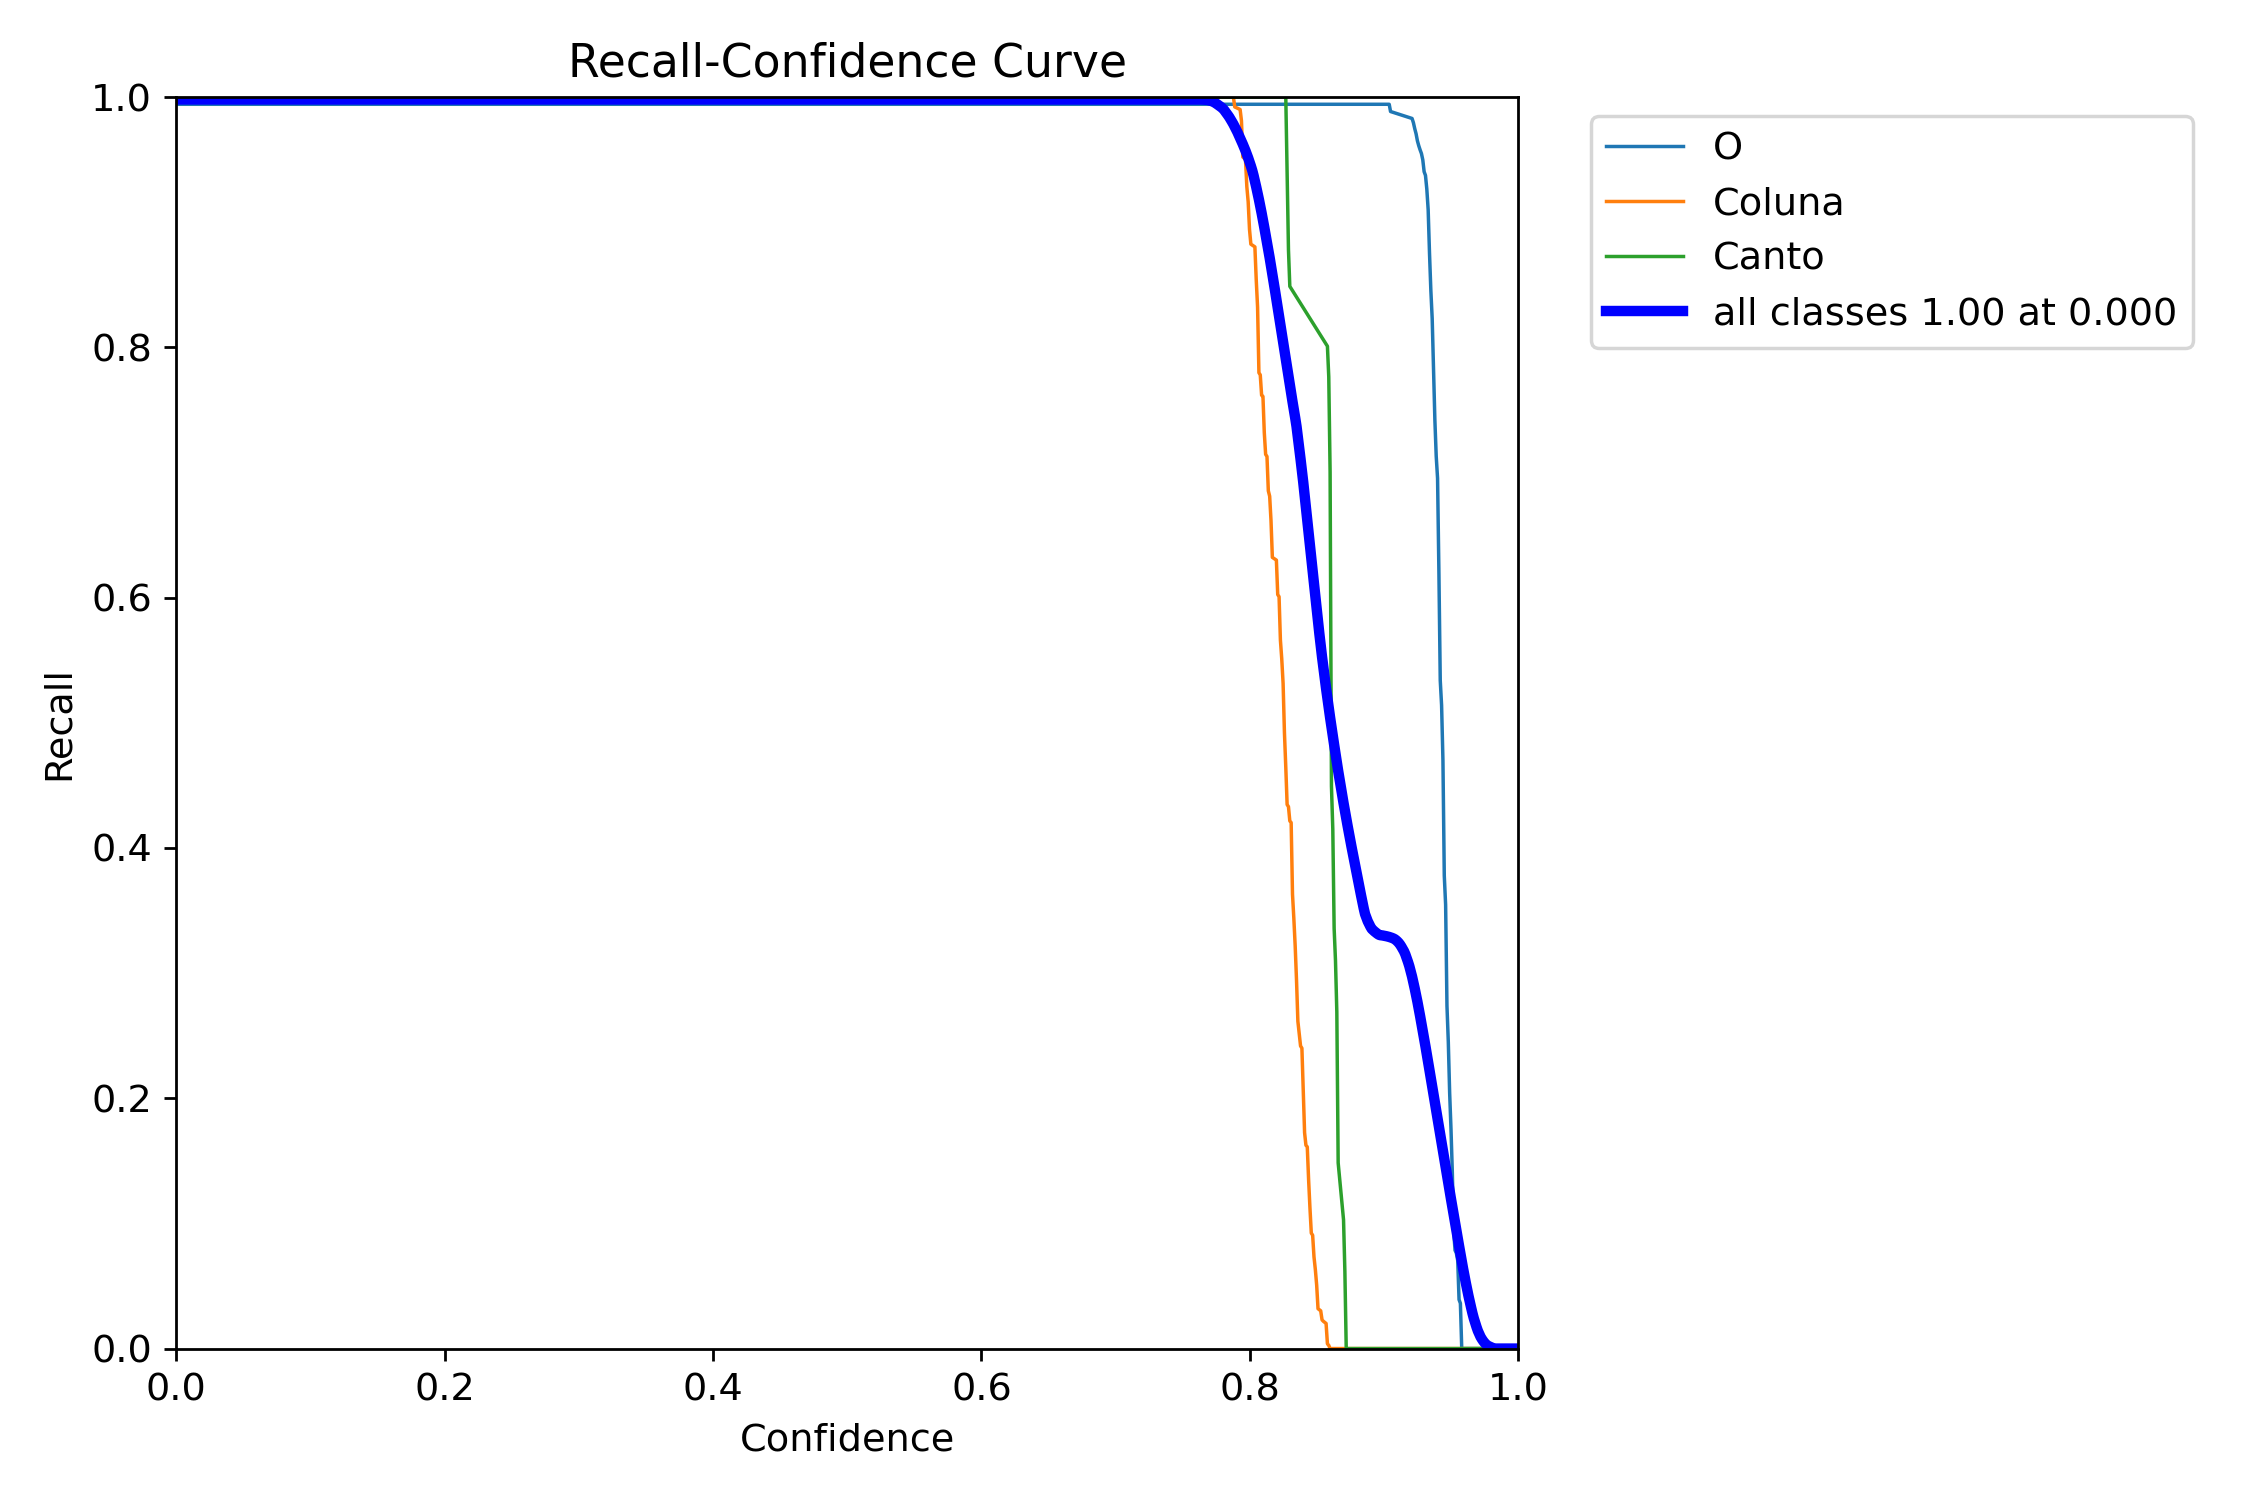 Recall-Confidence Curve
1.0
0.8
0.6
0.4
0.2
0.0
Recall
0.0 0.2 0.4 0.6 0.8 1.0
Confidence
O
Coluna
Canto
all classes 1.00 at 0.000